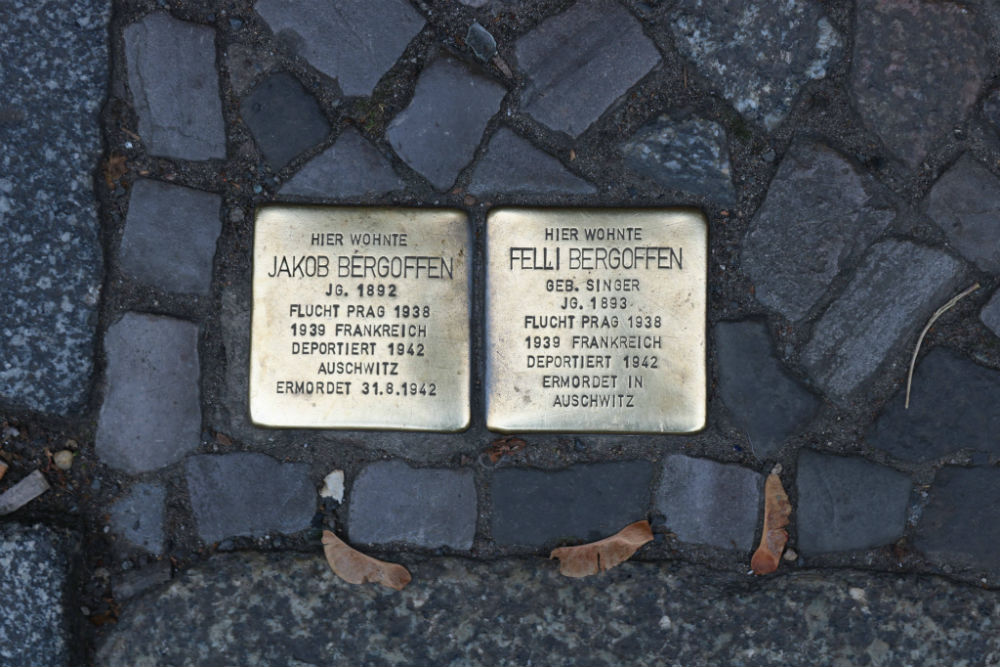 HIER WOHNTE
JAKOB BERGOFFEN
JG. 1892
FLUCHT PRAG 1938
1939 FRANKREICH
DEPORTIERT 1942
AUSCHWITZ
ERMORDET 31.8.1942
HIER WOHNTE
FELLI BERGOFFEN
GEB. SINGER
JG. 1893
FLUCHT PRAG 1938
1939 FRANKREICH
DEPORTIERT 1942
ERMORDET IN
AUSCHWITZ